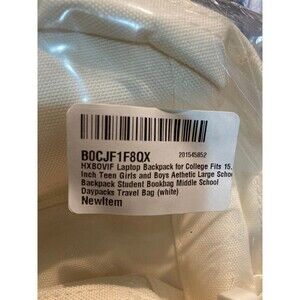 B0CJF1F8QX 201545852
HX80VIF Laptop Backpack for College Fits 15.
Inch Teen Girls and Boys Aethetic Large Schoo
Backpack Student Bookbag Middle School
Daypacks Travel Bag (white)
NewItem